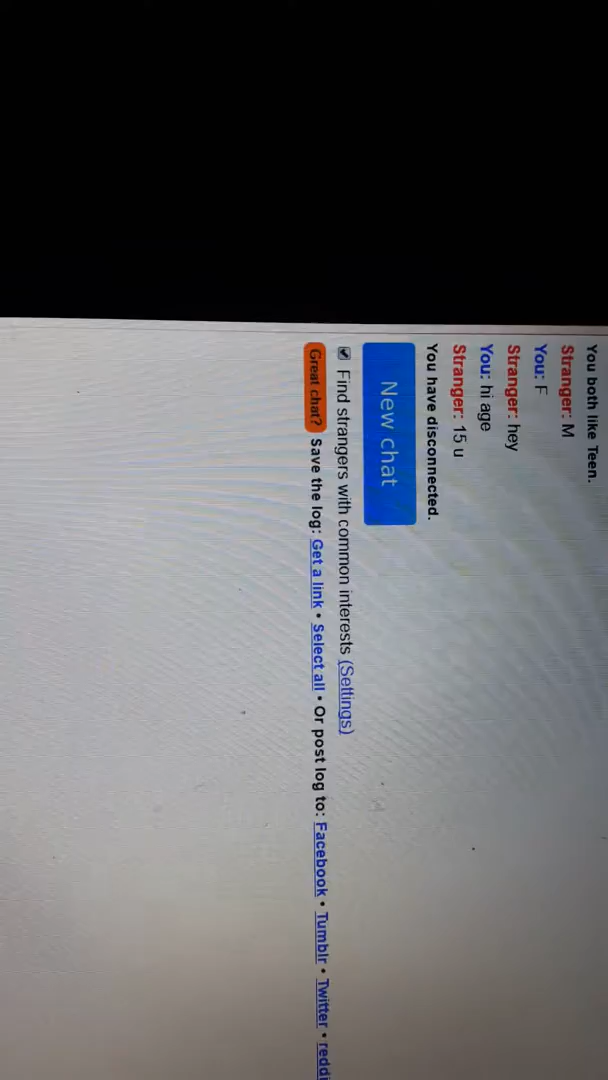 You both like Teen.
Stranger: M
You: F
Stranger: hey
You: hi age
Stranger: 15 u
You have disconnected.
New chat
Find strangers with common interests (Settings)
Great chat? Save the log: Get a link • Select all • Or post log to: Facebook • Tumblr • Twitter • reddi